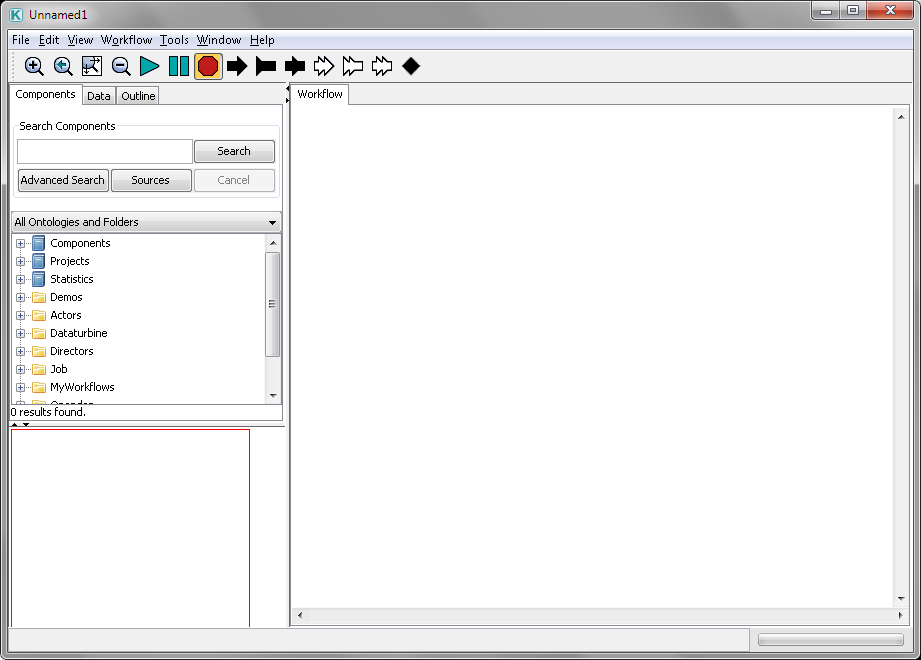 K Unnamed1
File Edit View Workflow Tools Window Help
Components Data Outline
Search Components
Search
Advanced Search Sources Cancel
All Ontologies and Folders
Components
Projects
Statistics
Demos
Actors
Dataturbine
Directors
Job
MyWorkflows
0 results found.
Workflow